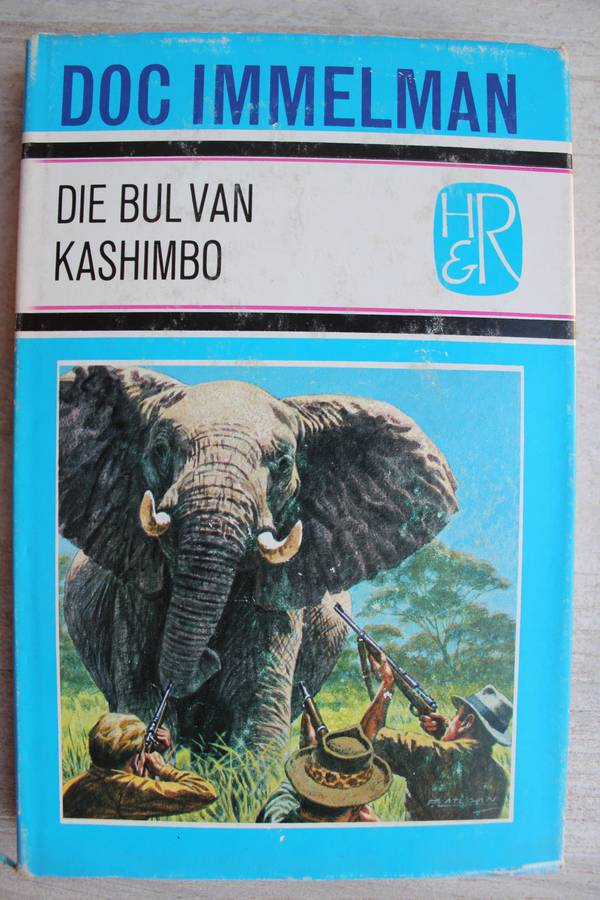 DOC IMMELMAN
DIE BUL VAN
KASHIMBO
H
&R